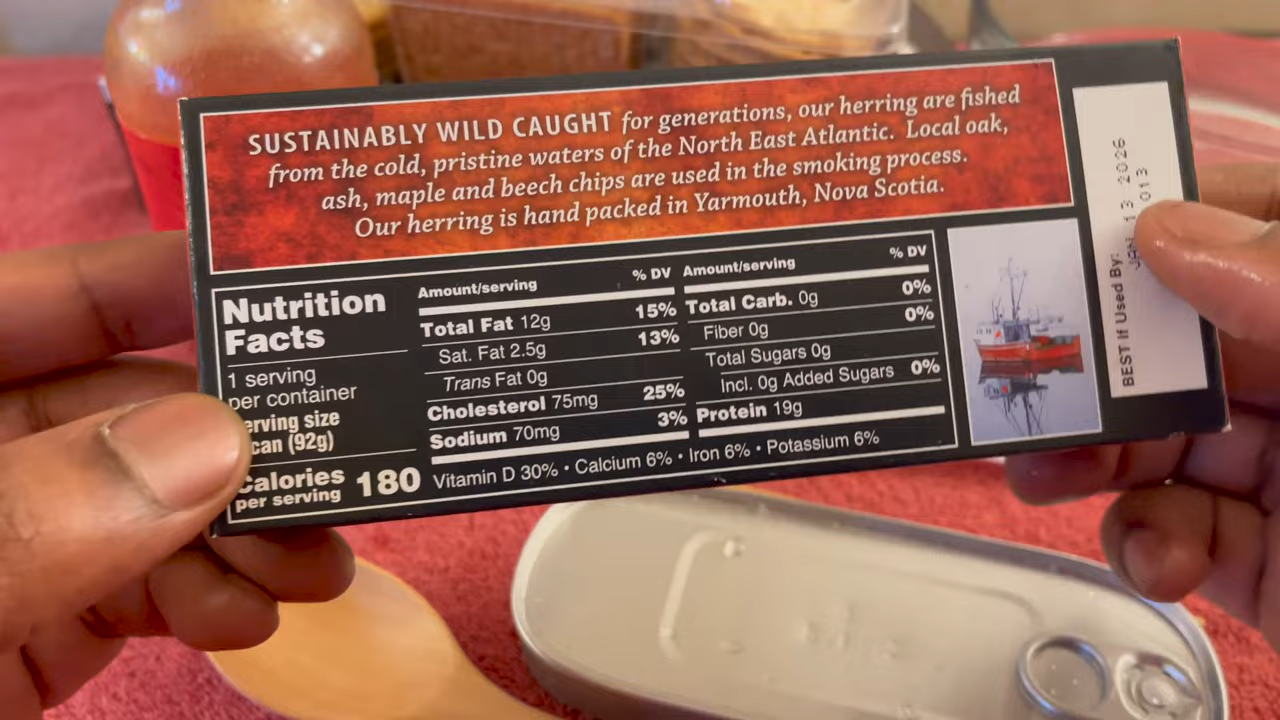 SUSTAINABLY WILD CAUGHT for generations, our herring are fished
from the cold, pristine waters of the North East Atlantic. Local oak,
ash, maple and beech chips are used in the smoking process.
Our herring is hand packed in Yarmouth, Nova Scotia.
Nutrition
Facts
1 serving
per container
erving size
can (92g)
Calories
per serving 180
Amount/serving % DV
Total Fat 12g 15%
Sat. Fat 2.5g 13%
Trans Fat 0g
Cholesterol 75mg 25%
Sodium 70mg 3%
Amount/serving % DV
Total Carb. 0g 0%
Fiber 0g 0%
Total Sugars 0g
Incl. 0g Added Sugars 0%
Protein 19g
Vitamin D 30% • Calcium 6% • Iron 6% • Potassium 6%
BEST If Used By:
JAN 13 2026
013